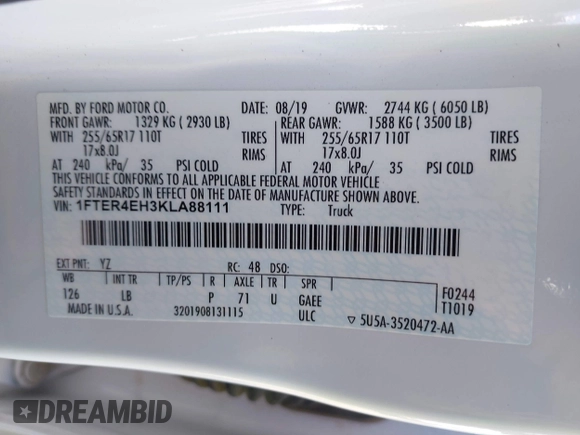 MFD. BY FORD MOTOR CO. DATE: 08/19 GVWR: 2744 KG ( 6050 LB)
FRONT GAWR: 1329 KG ( 2930 LB) REAR GAWR: 1588 KG ( 3500 LB)
WITH 255/65R17 110T TIRES WITH 255/65R17 110T TIRES
17x8.0J RIMS 17x8.0J RIMS
AT 240 kPa/ 35 PSI COLD AT 240 kPa/ 35 PSI COLD
THIS VEHICLE CONFORMS TO ALL APPLICABLE FEDERAL MOTOR VEHICLE
SAFETY STANDARDS IN EFFECT ON THE DATE OF MANUFACTURE SHOWN ABOVE.
VIN: 1FTER4EH3KLA88111 TYPE: Truck
EXT PNT: YZ RC: 48 DSO:
WB INT TR TP/PS R AXLE TR SPR F0244
126 LB P 71 U GAEE T1019
MADE IN U.S.A. 3201908131115 ULC ▽ 5U5A-3520472-AA
DREAMBID